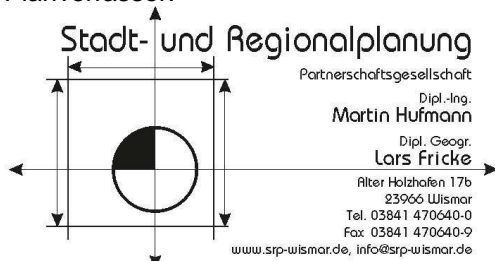 Planverfasser:
Stadt- und Regionalplanung
Partnerschaftsgesellschaft
Dipl.-Ing.
Martin Hufmann
Dipl. Geogr.
Lars Fricke
Alter Holzhafen 17b
23966 Wismar
Tel. 03841 470640-0
Fax 03841 470640-9
www.srp-wismar.de, info@srp-wismar.de